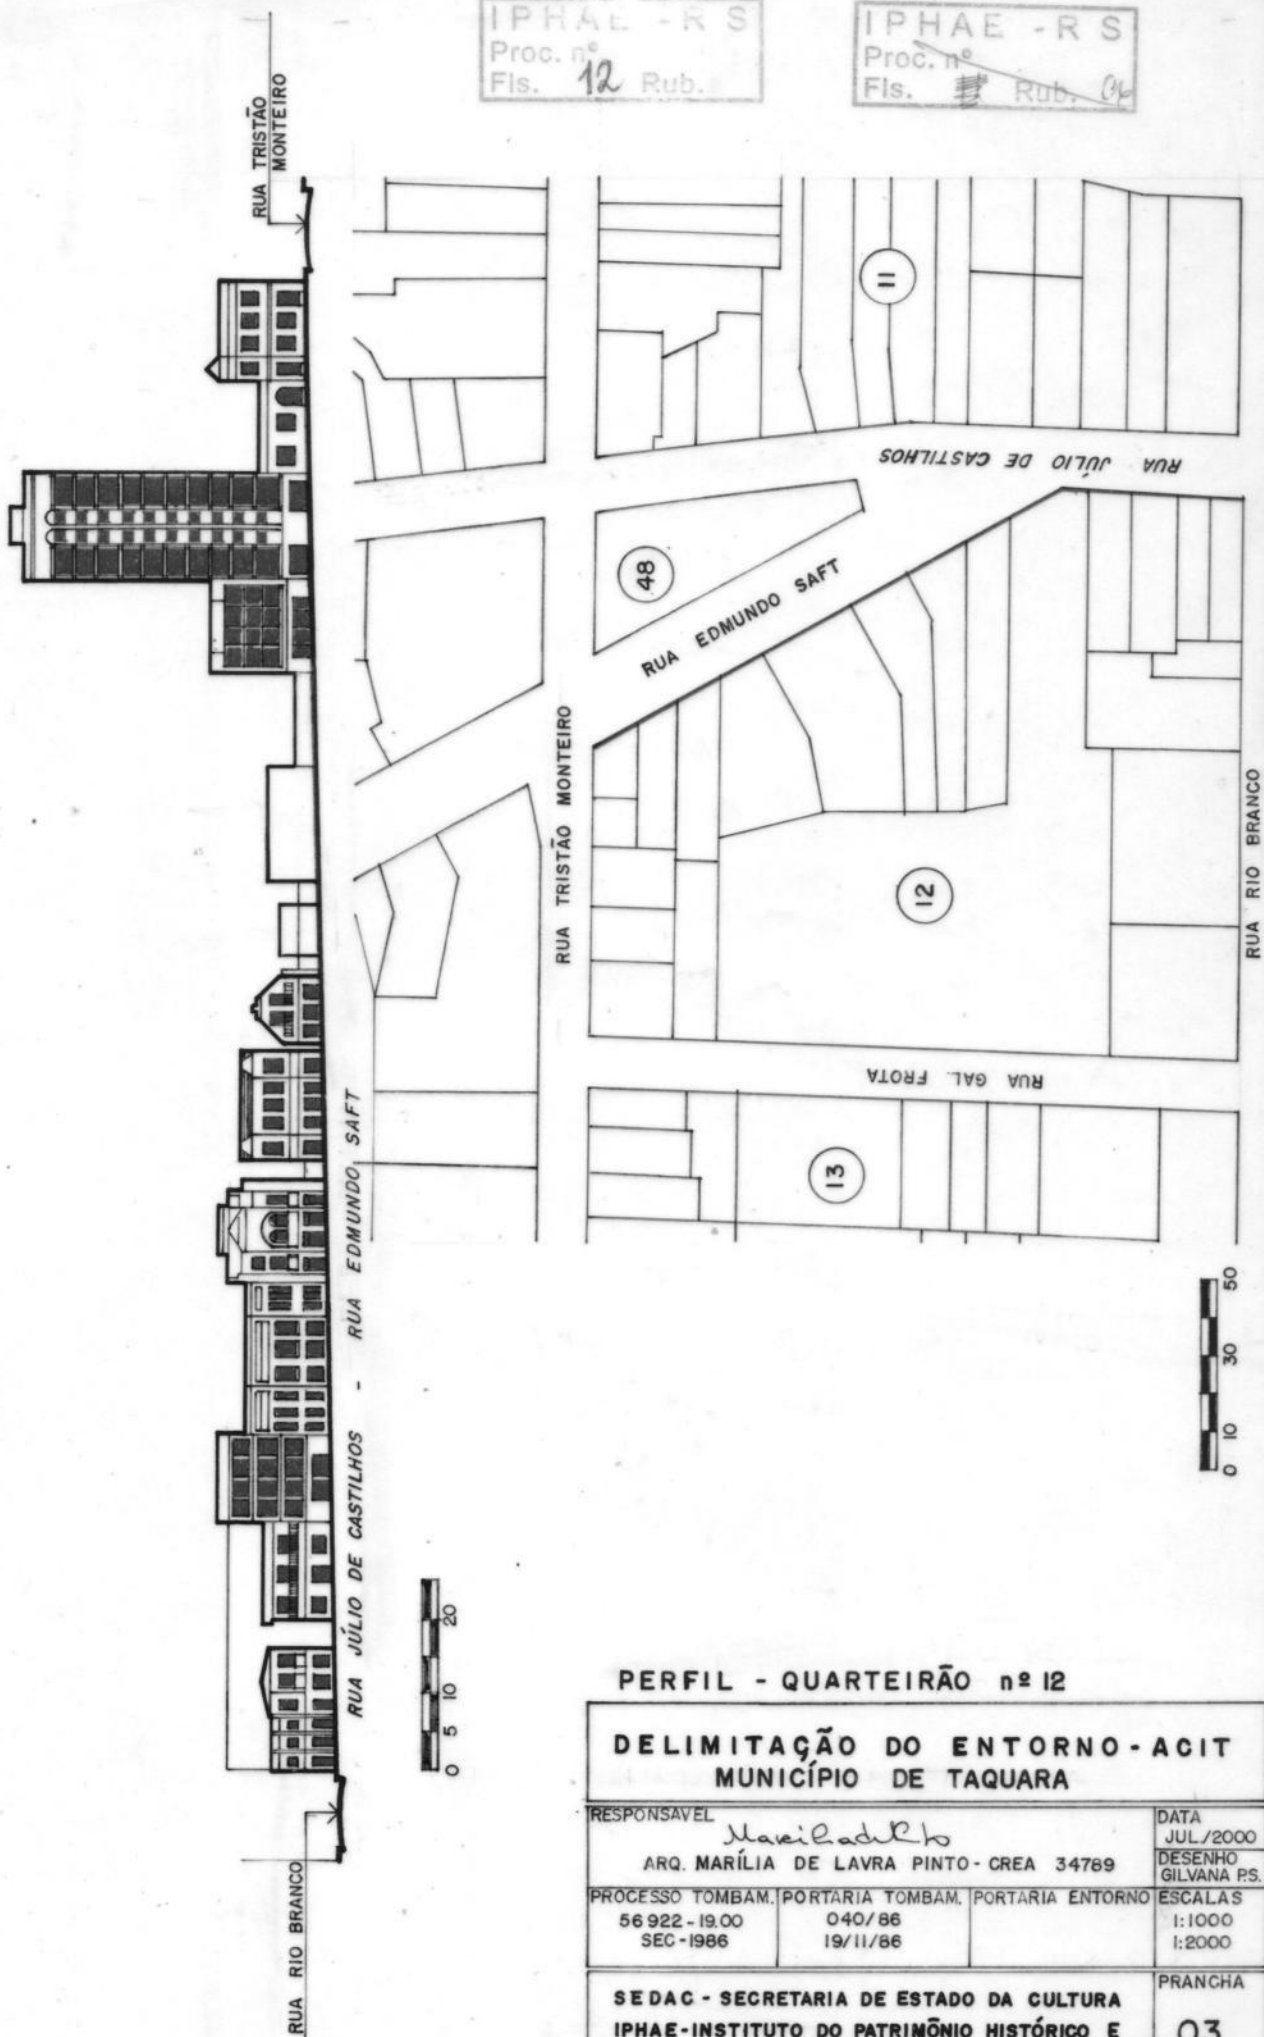 IPHAE - RS
Proc. nº
Fls. 12 Rub.
IPHAE - RS
Proc. nº
Fls. Rub.
RUA TRISTÃO
MONTEIRO
11
RUA JÚLIO DE CASTILHOS
48
RUA EDMUNDO SAFT
RUA TRISTÃO MONTEIRO
12
RUA RIO BRANCO
RUA GAL. FROTA
13
RUA JÚLIO DE CASTILHOS - RUA EDMUNDO SAFT
0 10 30 50
0 5 10 20
RUA RIO BRANCO
PERFIL - QUARTEIRÃO nº 12
DELIMITAÇÃO DO ENTORNO - ACIT
MUNICÍPIO DE TAQUARA
RESPONSAVEL
ARQ. MARÍLIA DE LAVRA PINTO - CREA 34789
DATA
JUL./2000
DESENHO
GILVANA P.S.
PROCESSO TOMBAM.
56922-19.00
SEC-1986
PORTARIA TOMBAM.
040/86
19/11/86
PORTARIA ENTORNO
ESCALAS
1:1000
1:2000
SEDAC - SECRETARIA DE ESTADO DA CULTURA
IPHAE-INSTITUTO DO PATRIMÔNIO HISTÓRICO E
PRANCHA
03